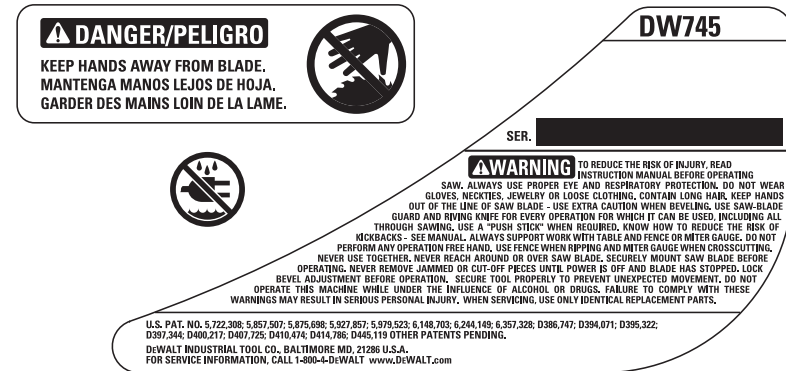 DANGER/PELIGRO
KEEP HANDS AWAY FROM BLADE.
MANTENGA MANOS LEJOS DE HOJA.
GARDER DES MAINS LOIN DE LA LAME.
DW745
SER.
WARNING TO REDUCE THE RISK OF INJURY, READ
INSTRUCTION MANUAL BEFORE OPERATING
SAW. ALWAYS USE PROPER EYE AND RESPIRATORY PROTECTION. DO NOT WEAR
GLOVES, NECKTIES, JEWELRY OR LOOSE CLOTHING. CONTAIN LONG HAIR. KEEP HANDS
OUT OF THE LINE OF SAW BLADE - USE EXTRA CAUTION WHEN BEVELING. USE SAW-BLADE
GUARD AND RIVING KNIFE FOR EVERY OPERATION FOR WHICH IT CAN BE USED, INCLUDING ALL
THROUGH SAWING. USE A "PUSH STICK" WHEN REQUIRED. KNOW HOW TO REDUCE THE RISK OF
KICKBACKS - SEE MANUAL. ALWAYS SUPPORT WORK WITH TABLE AND FENCE OR MITER GAUGE. DO NOT
PERFORM ANY OPERATION FREE HAND. USE FENCE WHEN RIPPING AND MITER GAUGE WHEN CROSSCUTTING.
NEVER USE TOGETHER. NEVER REACH AROUND OR OVER SAW BLADE. SECURELY MOUNT SAW BLADE BEFORE
OPERATING. NEVER REMOVE JAMMED OR CUT-OFF PIECES UNTIL POWER IS OFF AND BLADE HAS STOPPED. LOCK
BEVEL ADJUSTMENT BEFORE OPERATION. SECURE TOOL PROPERLY TO PREVENT UNEXPECTED MOVEMENT. DO NOT
OPERATE THIS MACHINE WHILE UNDER THE INFLUENCE OF ALCOHOL OR DRUGS. FAILURE TO COMPLY WITH THESE
WARNINGS MAY RESULT IN SERIOUS PERSONAL INJURY. WHEN SERVICING, USE ONLY IDENTICAL REPLACEMENT PARTS.
U.S. PAT. NO. 5,722,308; 5,857,507; 5,875,698; 5,927,857; 5,979,523; 6,148,703; 6,244,149; 6,357,328; D386,747; D394,071; D395,322;
D397,344; D400,217; D407,725; D410,474; D414,786; D445,119 OTHER PATENTS PENDING.
DEWALT INDUSTRIAL TOOL CO., BALTIMORE MD, 21286 U.S.A.
FOR SERVICE INFORMATION, CALL 1-800-4-DEWALT www.DEWALT.com